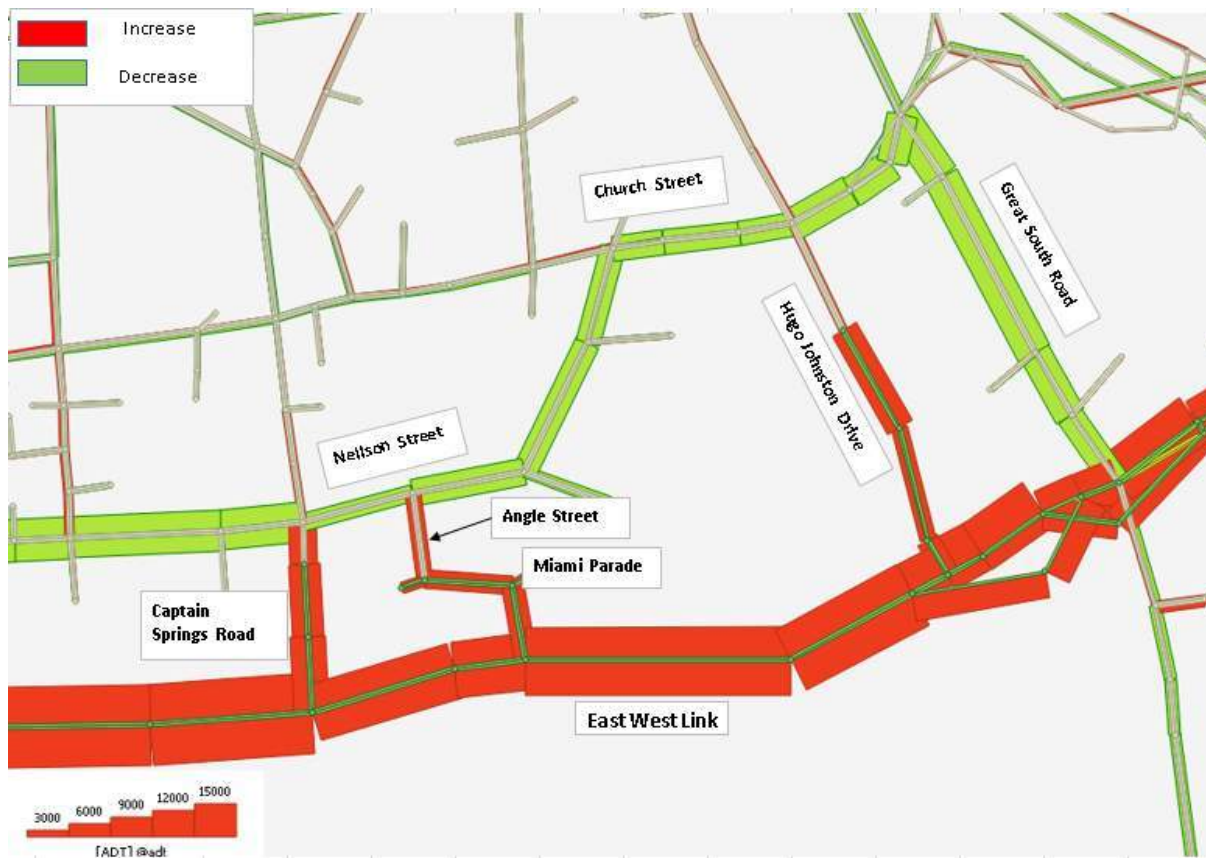 Increase
Decrease
Church Street
Great South Road
Hugo Johnston Drive
Neilson Street
Angle Street
Miami Parade
Captain
Springs Road
East West Link
3000 6000 9000 12000 15000
[ADT] @adt